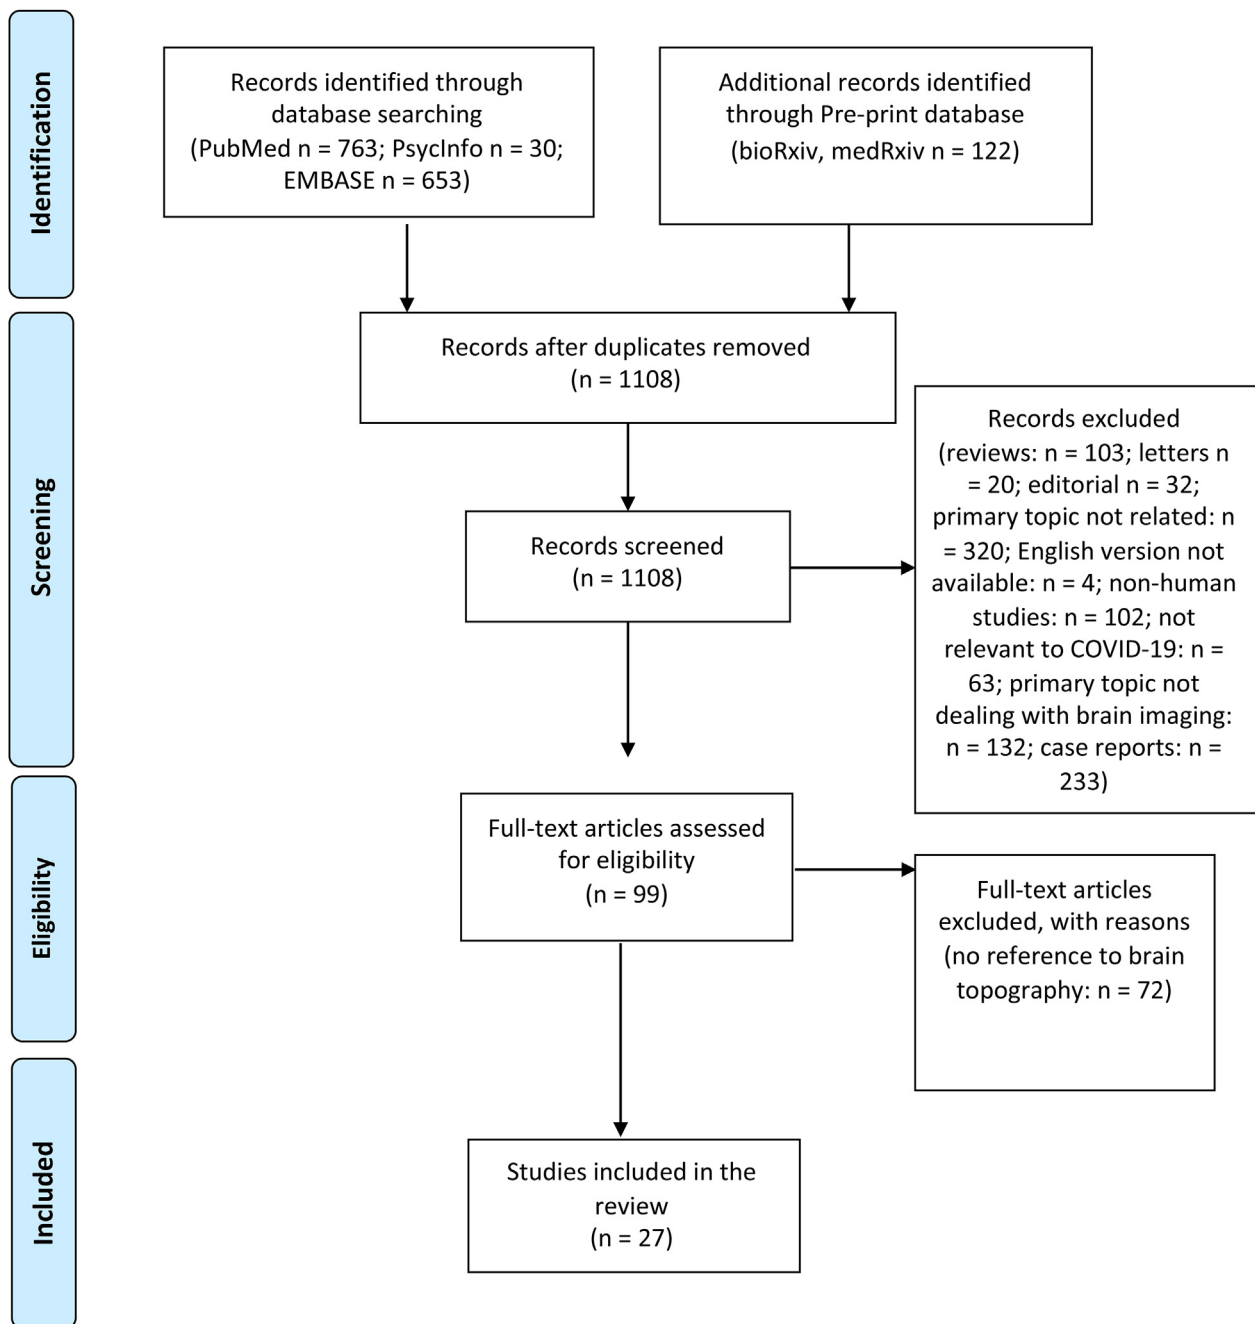 Identification
Records identified through
database searching
(PubMed n = 763; PsycInfo n = 30;
EMBASE n = 653)
Additional records identified
through Pre-print database
(bioRxiv, medRxiv n = 122)
Screening
Records after duplicates removed
(n = 1108)
Records screened
(n = 1108)
Records excluded
(reviews: n = 103; letters n
= 20; editorial n = 32;
primary topic not related: n
= 320; English version not
available: n = 4; non-human
studies: n = 102; not
relevant to COVID-19: n =
63; primary topic not
dealing with brain imaging:
n = 132; case reports: n =
233)
Eligibility
Full-text articles assessed
for eligibility
(n = 99)
Full-text articles
excluded, with reasons
(no reference to brain
topography: n = 72)
Included
Studies included in the
review
(n = 27)